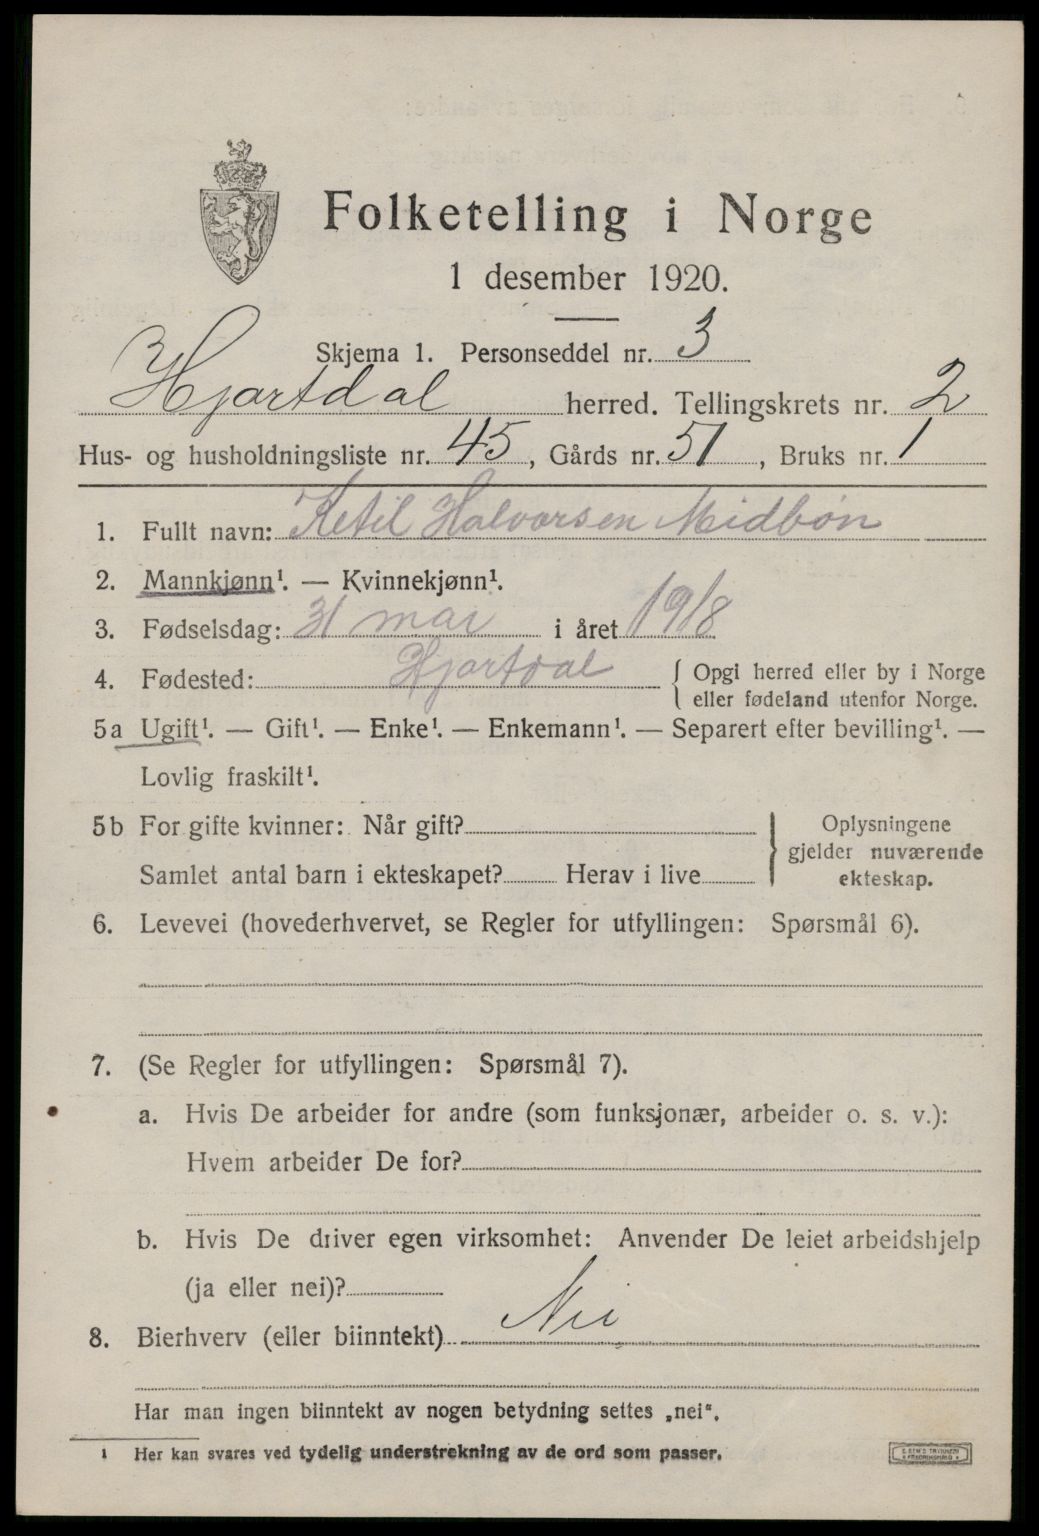 Folketelling i Norge
1 desember 1920.
Skjema 1. Personseddel nr. 3
Hjartdal herred. Tellingskrets nr. 2
Hus- og husholdningsliste nr. 45, Gårds nr. 51, Bruks nr. 1
1. Fullt navn: Ketil Halvorsen Midbøn
2. Mannkjønn¹. — Kvinnekjønn¹.
3. Fødselsdag: 31 mar i året 1918
4. Fødested: Hjartdal { Opgi herred eller by i Norge
eller fødeland utenfor Norge.
5a Ugift¹. — Gift¹. — Enke¹. — Enkemann¹. — Separert efter bevilling¹. —
Lovlig fraskilt¹.
5b For gifte kvinner: Når gift? } Oplysningene
gjelder nuværende
Samlet antal barn i ekteskapet? Herav i live
ekteskap.
6. Levevei (hovederhvervet, se Regler for utfyllingen: Spørsmål 6).
7. (Se Regler for utfyllingen: Spørsmål 7).
a. Hvis De arbeider for andre (som funksjonær, arbeider o. s. v.):
Hvem arbeider De for?
b. Hvis De driver egen virksomhet: Anvender De leiet arbeidshjelp
(ja eller nei)?
8. Bierhverv (eller biinntekt) Nei
Har man ingen biinntekt av nogen betydning settes „nei“.
¹ Her kan svares ved tydelig understrekning av de ord som passer.